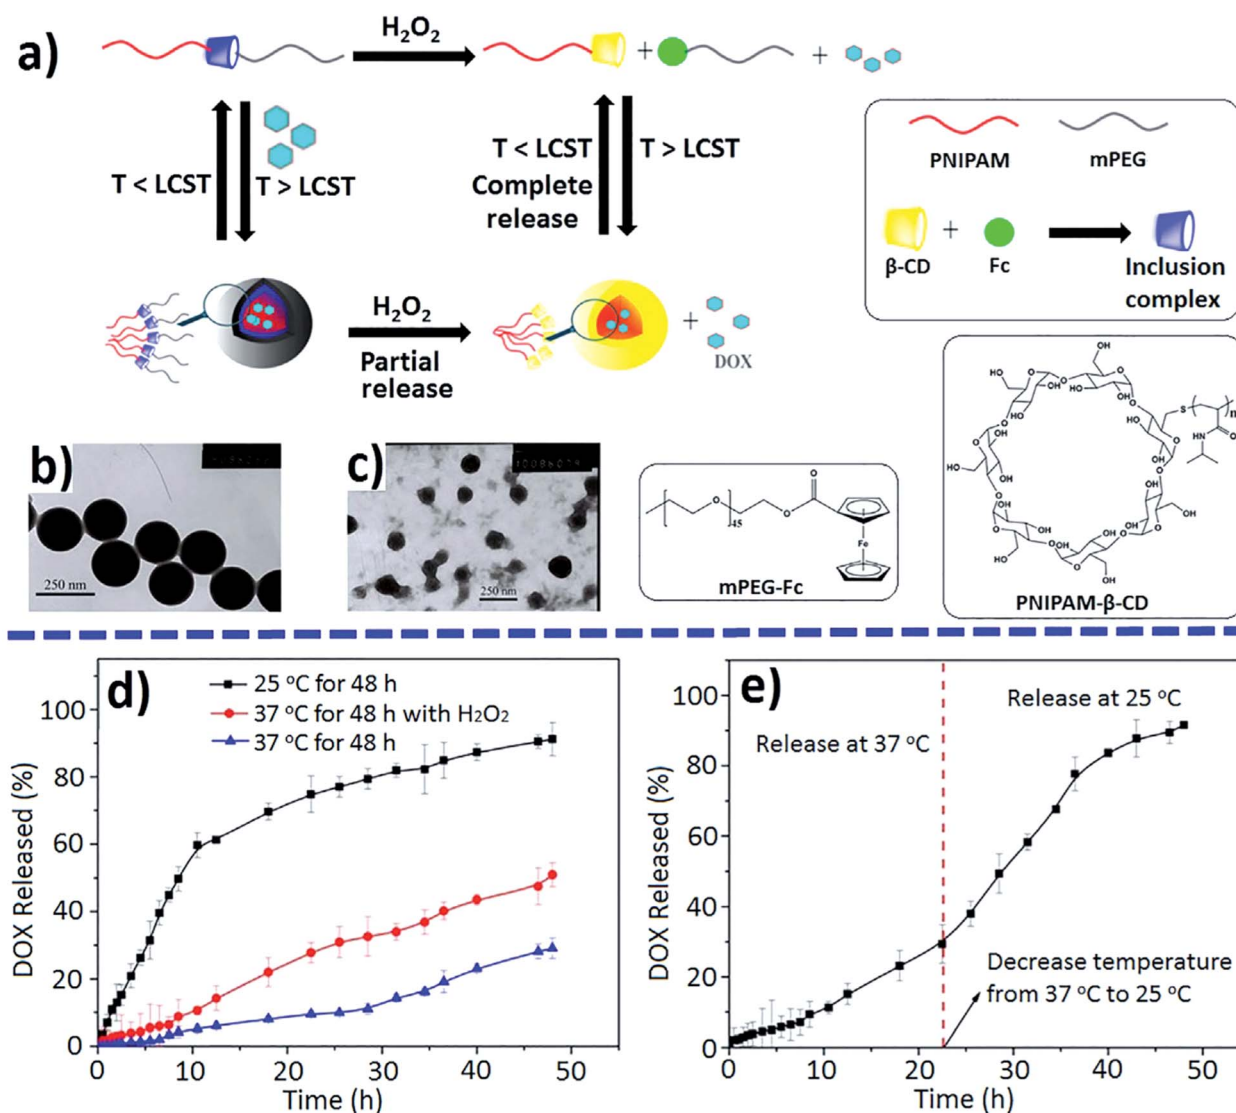 a)
H₂O₂
T < LCST
T > LCST
T < LCST
T > LCST
Complete
release
H₂O₂
Partial
release
DOX
PNIPAM
mPEG
β-CD
Fc
Inclusion
complex
b)
250 nm
c)
250 nm
O
O
O
45
Fe
mPEG-Fc
PNIPAM-β-CD
d)
25 °C for 48 h
37 °C for 48 h with H₂O₂
37 °C for 48 h
DOX Released (%)
100
80
60
40
20
0
0 10 20 30 40 50
Time (h)
e)
Release at 37 °C
Release at 25 °C
Decrease temperature
from 37 °C to 25 °C
DOX Released (%)
100
80
60
40
20
0
0 10 20 30 40 50
Time (h)